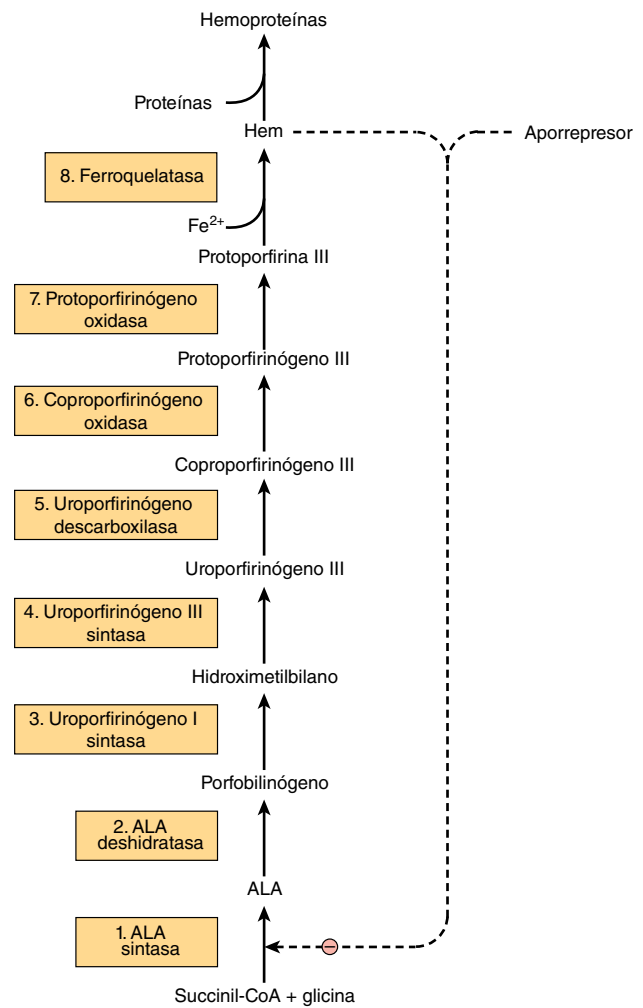 Hemoproteínas
Proteínas
Hem
Aporrepresor
8. Ferroquelatasa
Fe2+
Protoporfirina III
7. Protoporfirinógeno
oxidasa
Protoporfirinógeno III
6. Coproporfirinógeno
oxidasa
Coproporfirinógeno III
5. Uroporfirinógeno
descarboxilasa
Uroporfirinógeno III
4. Uroporfirinógeno III
sintasa
Hidroximetilbilano
3. Uroporfirinógeno I
sintasa
Porfobilinógeno
2. ALA
deshidratasa
ALA
1. ALA
sintasa
−
Succinil-CoA + glicina